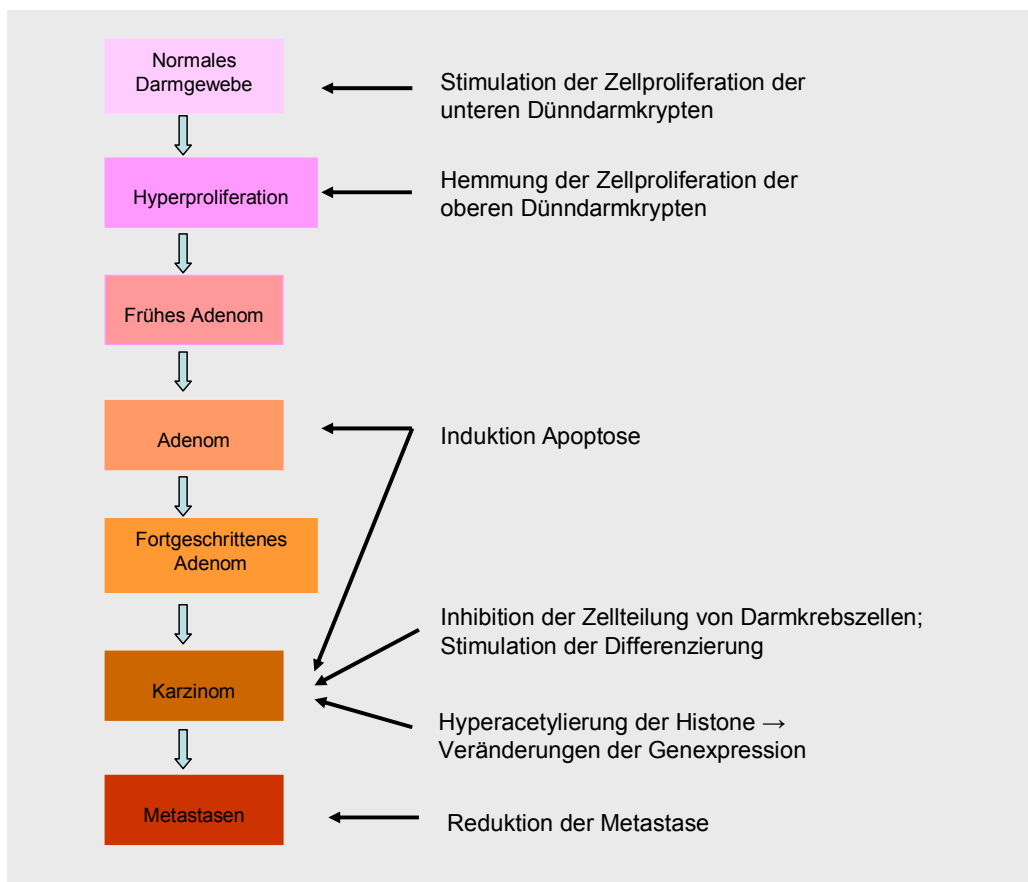 Normales
Darmgewebe
Stimulation der Zellproliferation der
unteren Dünndarmkrypten
Hyperproliferation
Hemmung der Zellproliferation der
oberen Dünndarmkrypten
Frühes Adenom
Adenom
Induktion Apoptose
Fortgeschrittenes
Adenom
Inhibition der Zellteilung von Darmkrebszellen;
Stimulation der Differenzierung
Karzinom
Hyperacetylierung der Histone →
Veränderungen der Genexpression
Metastasen
Reduktion der Metastase